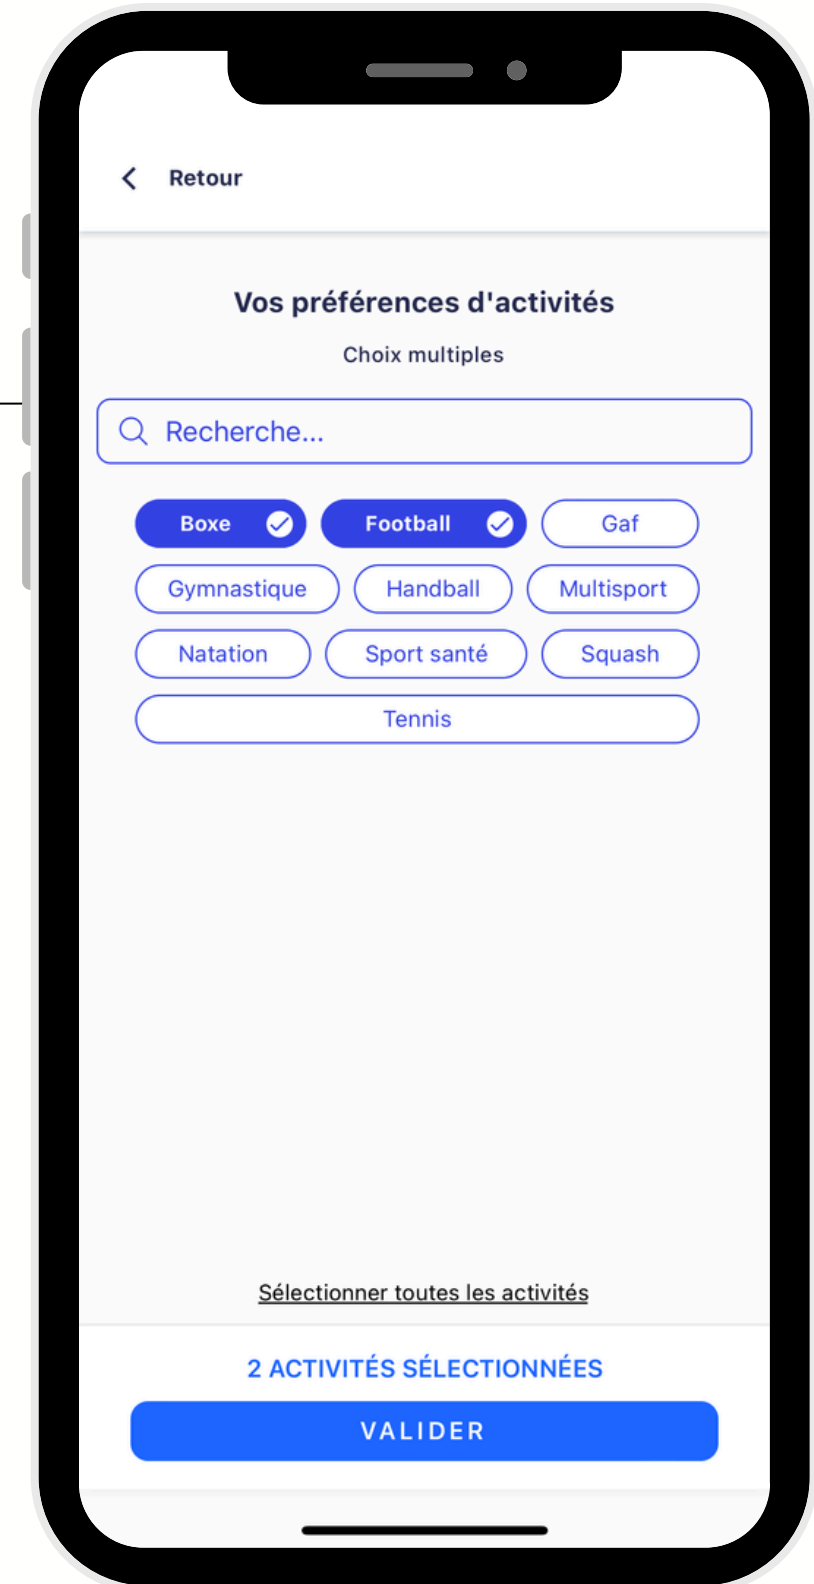 Retour
Vos préférences d'activités
Choix multiples
Recherche...
Boxe Football Gaf
Gymnastique Handball Multisport
Natation Sport santé Squash
Tennis
Sélectionner toutes les activités
2 ACTIVITÉS SÉLECTIONNÉES
VALIDER